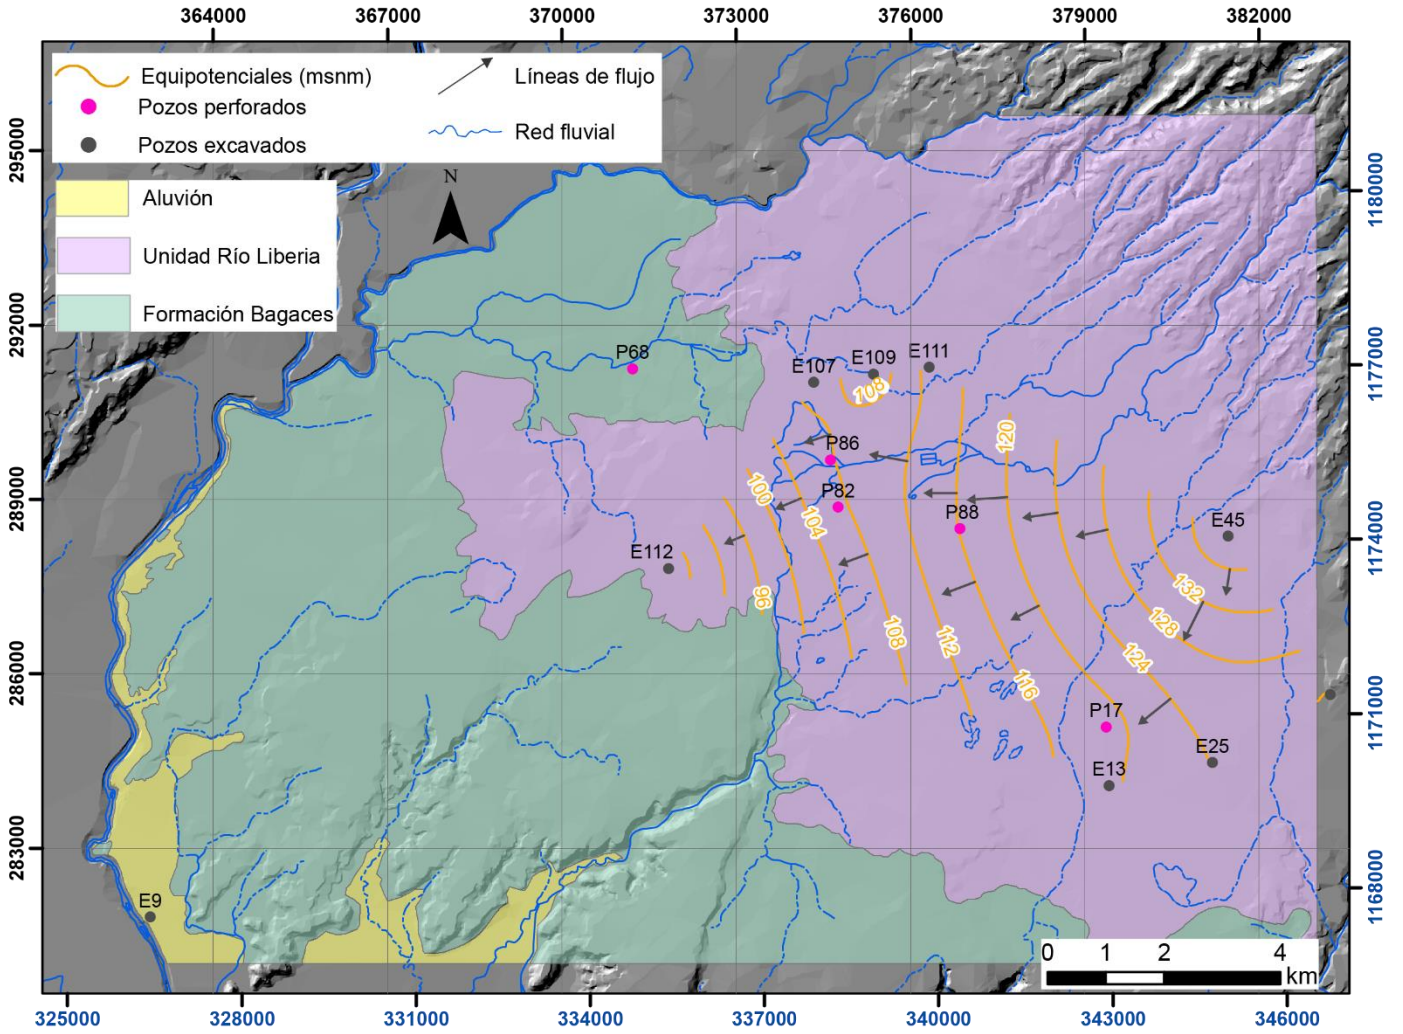 364000 367000 370000 373000 376000 379000 382000
Equipotenciales (msnm)
Líneas de flujo
Pozos perforados
Red fluvial
Pozos excavados
Aluvión
Unidad Río Liberia
Formación Bagaces
N
295000
292000
289000
286000
283000
1180000
1177000
1174000
1171000
1168000
P68
E107
E109
E111
108
P86
120
P82
100
104
P88
E45
E112
132
96
128
108
112
124
116
P17
E25
E13
E9
0 1 2 4
km
325000 328000 331000 334000 337000 340000 343000 346000